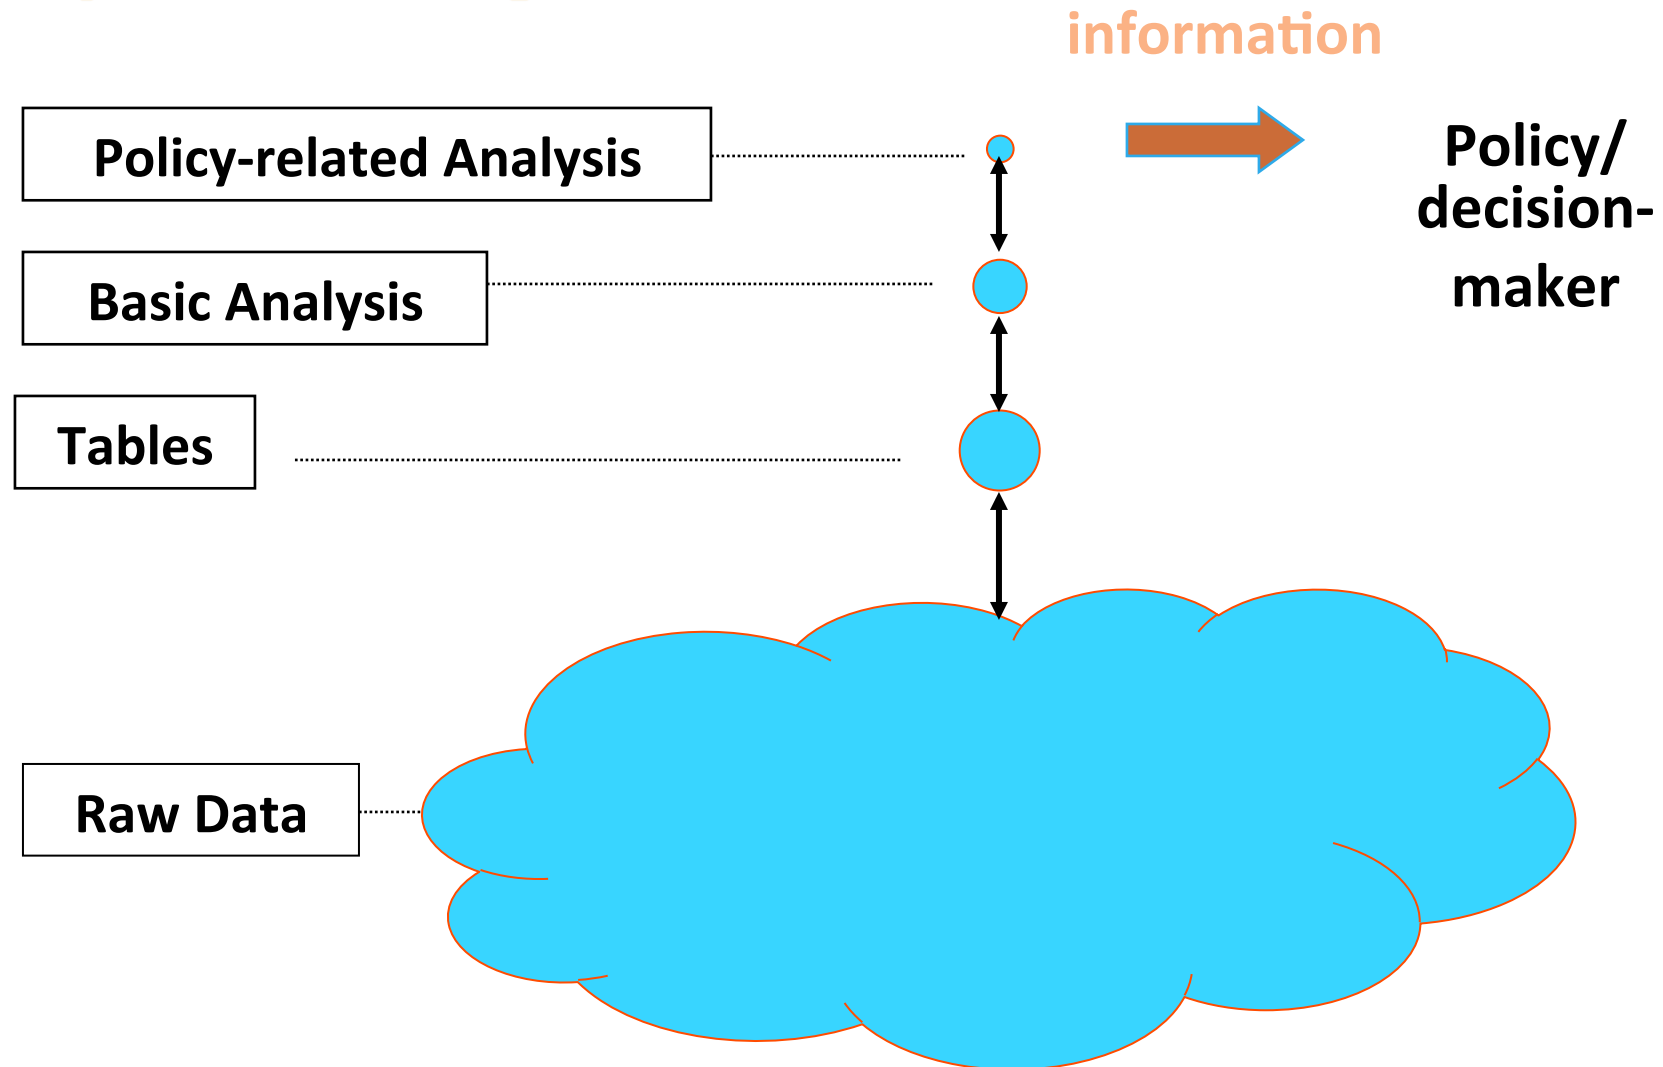 information
Policy-related Analysis
Policy/
decision-
maker
Basic Analysis
Tables
Raw Data